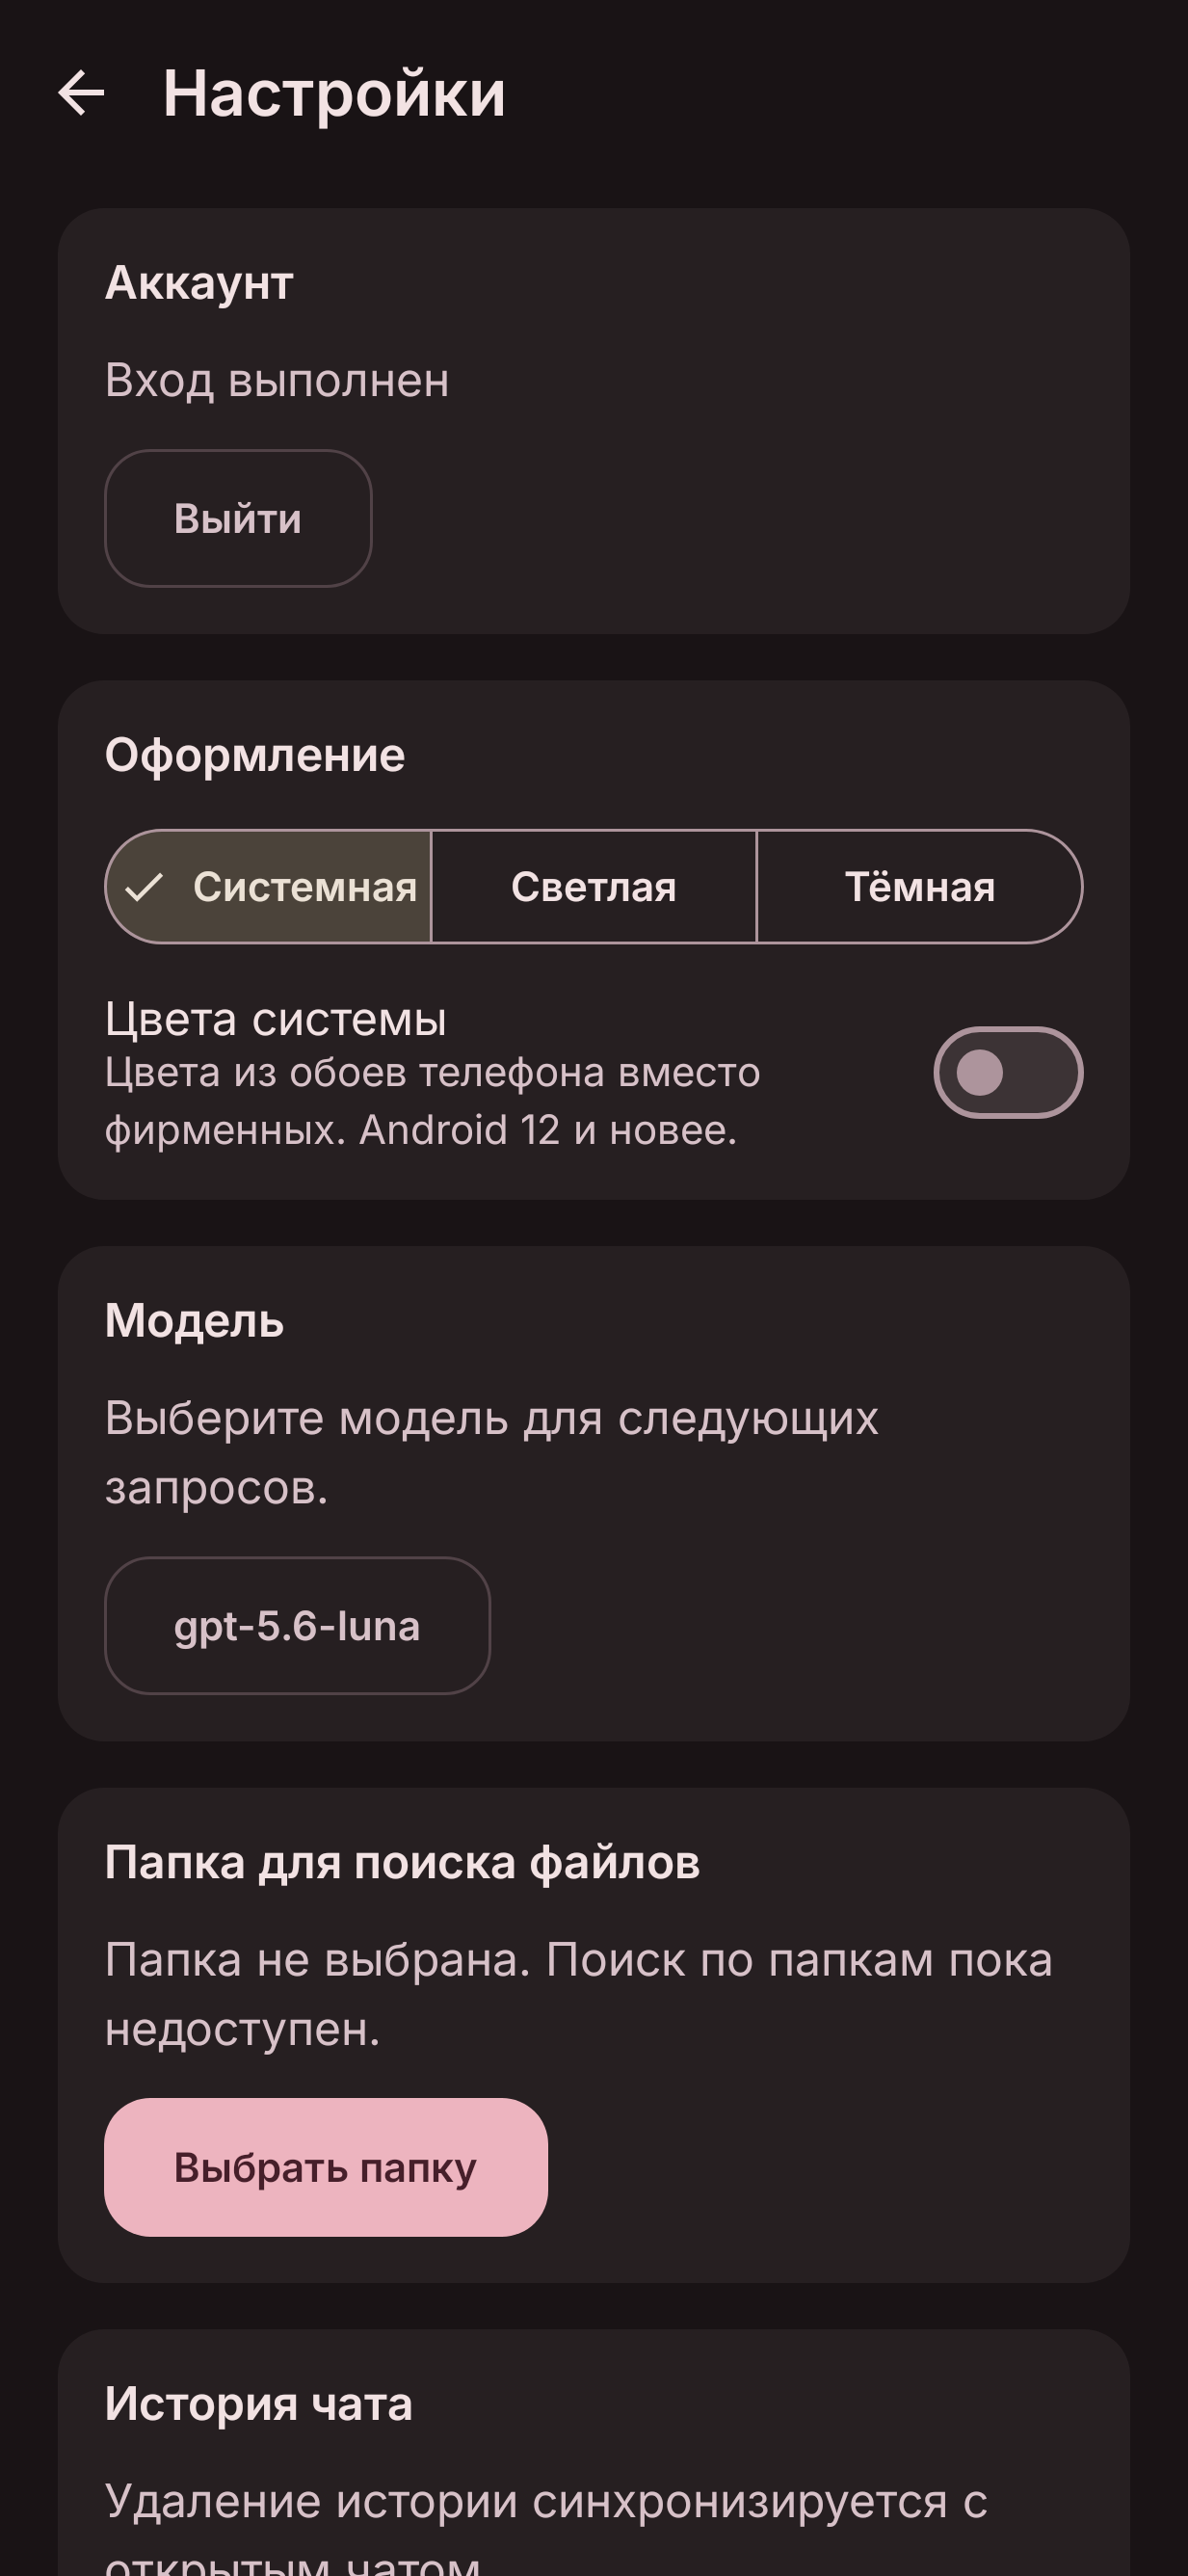 Настройки
Аккаунт
Вход выполнен
Выйти
Оформление
Системная
Светлая
Тёмная
Цвета системы
Цвета из обоев телефона вместо
фирменных. Android 12 и новее.
Модель
Выберите модель для следующих
запросов.
gpt-5.6-luna
Папка для поиска файлов
Папка не выбрана. Поиск по папкам пока
недоступен.
Выбрать папку
История чата
Удаление истории синхронизируется с
открытым чатом